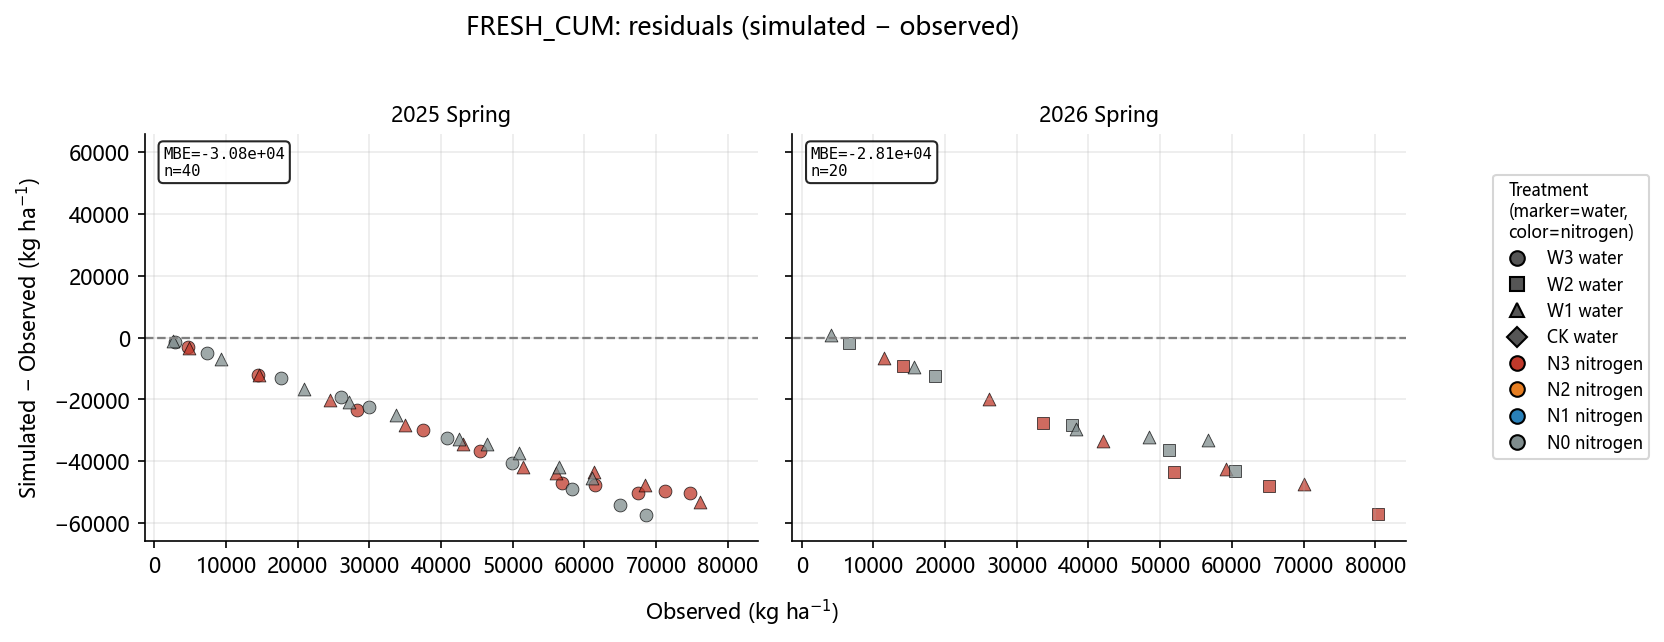 FRESH_CUM: residuals (simulated − observed)
2025 Spring
2026 Spring
MBE=-3.08e+04
n=40
MBE=-2.81e+04
n=20
60000
40000
20000
0
−20000
−40000
−60000
Simulated − Observed (kg ha⁻¹)
0 10000 20000 30000 40000 50000 60000 70000 80000
0 10000 20000 30000 40000 50000 60000 70000 80000
Observed (kg ha⁻¹)
Treatment
(marker=water,
color=nitrogen)
W3 water
W2 water
W1 water
CK water
N3 nitrogen
N2 nitrogen
N1 nitrogen
N0 nitrogen